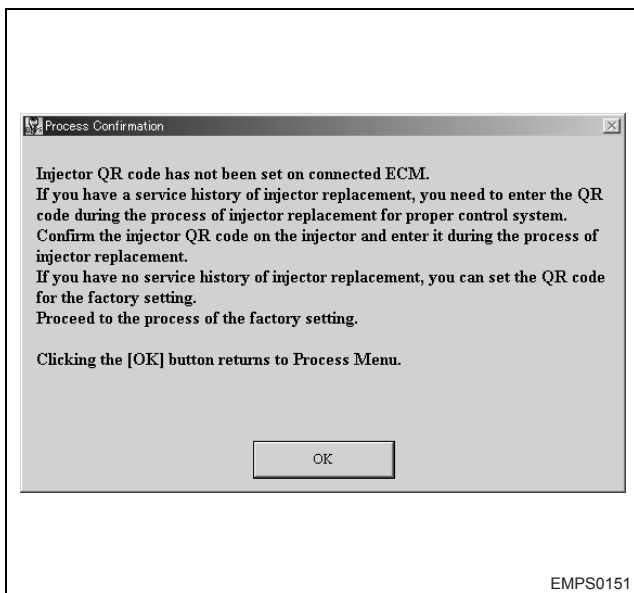 Process Confirmation
Injector QR code has not been set on connected ECM.
If you have a service history of injector replacement, you need to enter the QR
code during the process of injector replacement for proper control system.
Confirm the injector QR code on the injector and enter it during the process of
injector replacement.
If you have no service history of injector replacement, you can set the QR code
for the factory setting.
Proceed to the process of the factory setting.
Clicking the [OK] button returns to Process Menu.
OK
EMPS0151